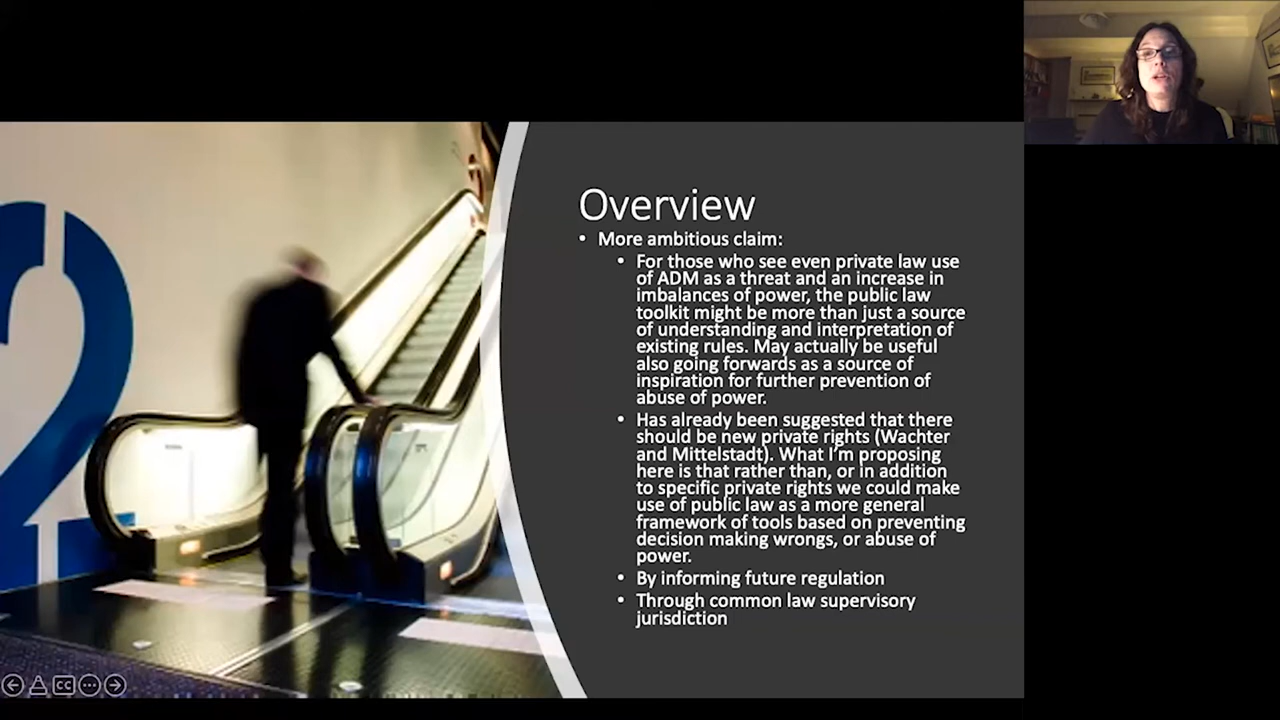 2
Overview
• More ambitious claim:
• For those who see even private law use
of ADM as a threat and an increase in
imbalances of power, the public law
toolkit might be more than just a source
of understanding and interpretation of
existing rules. May actually be useful
also going forwards as a source of
inspiration for further prevention of
abuse of power.
• Has already been suggested that there
should be new private rights (Wachter
and Mittelstadt). What I'm proposing
here is that rather than, or in addition
to specific private rights we could make
use of public law as a more general
framework of tools based on preventing
decision making wrongs, or abuse of
power.
• By informing future regulation
• Through common law supervisory
jurisdiction
CC